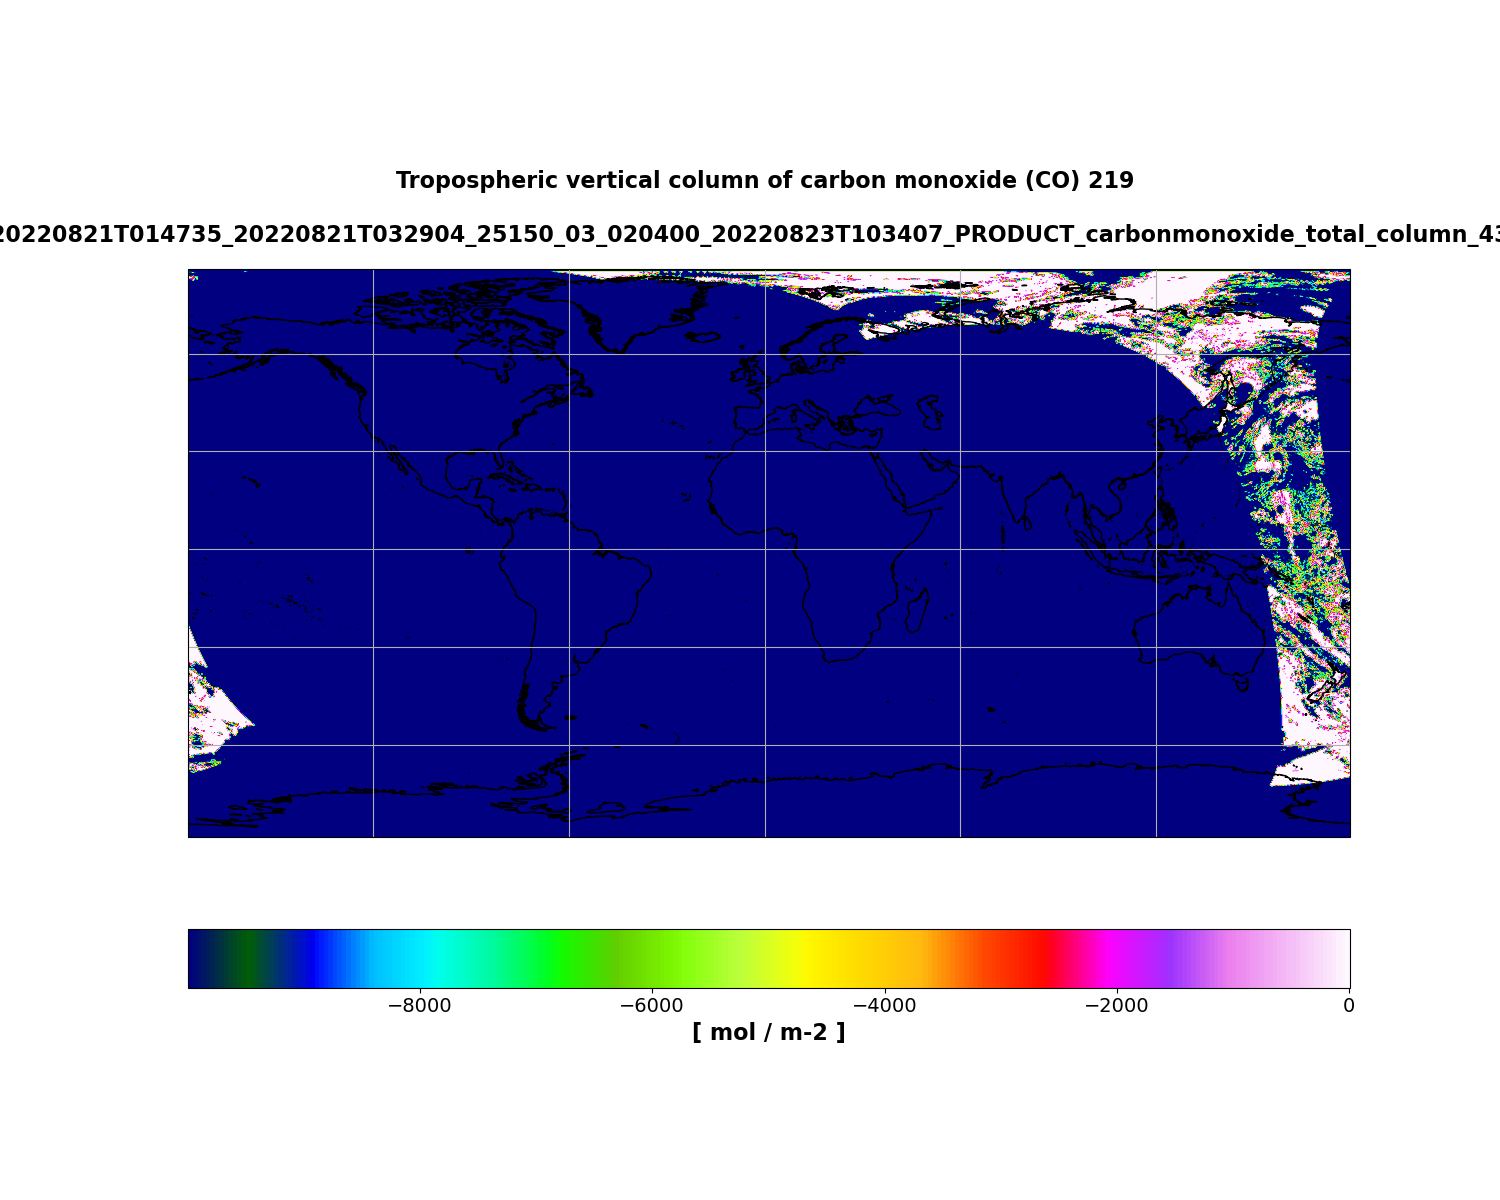 Tropospheric vertical column of carbon monoxide (CO) 219
20220821T014735_20220821T032904_25150_03_020400_20220823T103407_PRODUCT_carbonmonoxide_total_column_43
−8000 −6000 −4000 −2000 0
[ mol / m-2 ]